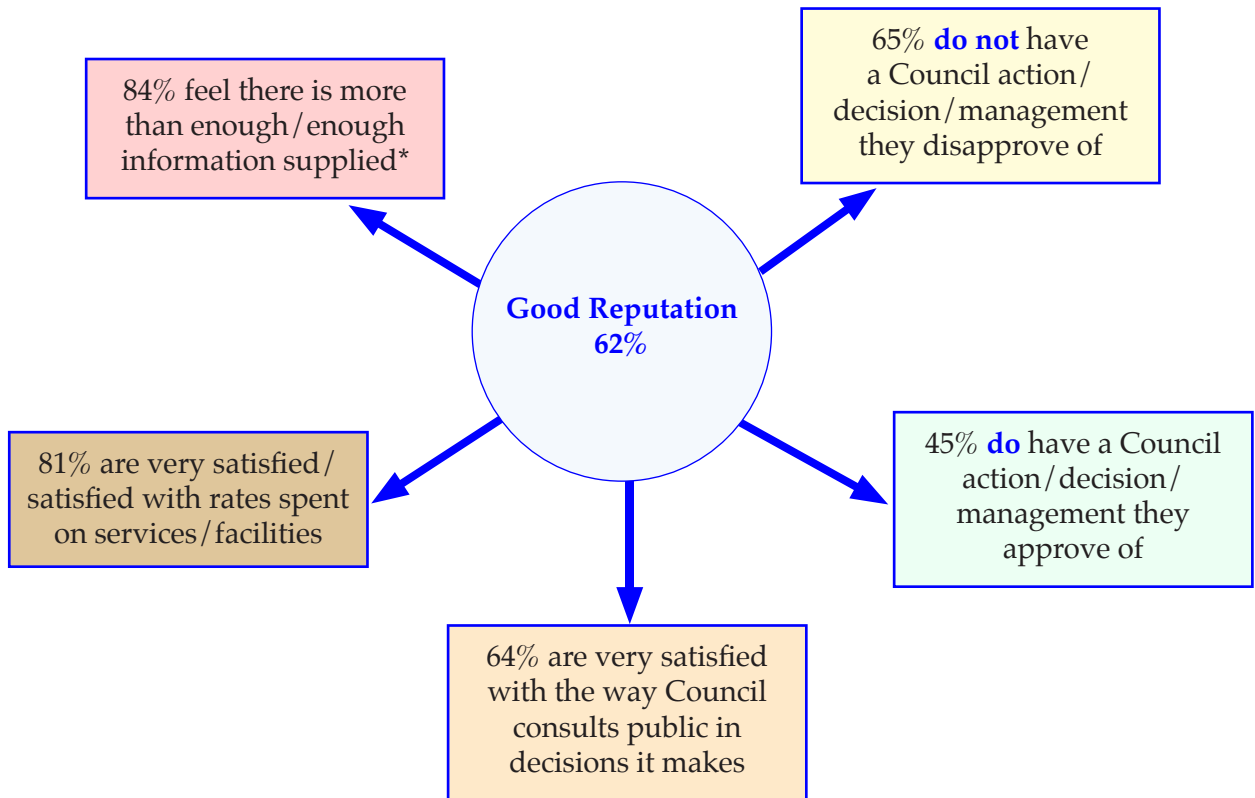 84% feel there is more
than enough/enough
information supplied*
65% do not have
a Council action/
decision/management
they disapprove of
Good Reputation
62%
81% are very satisfied/
satisfied with rates spent
on services/facilities
45% do have a Council
action/decision/
management they
approve of
64% are very satisfied
with the way Council
consults public in
decisions it makes